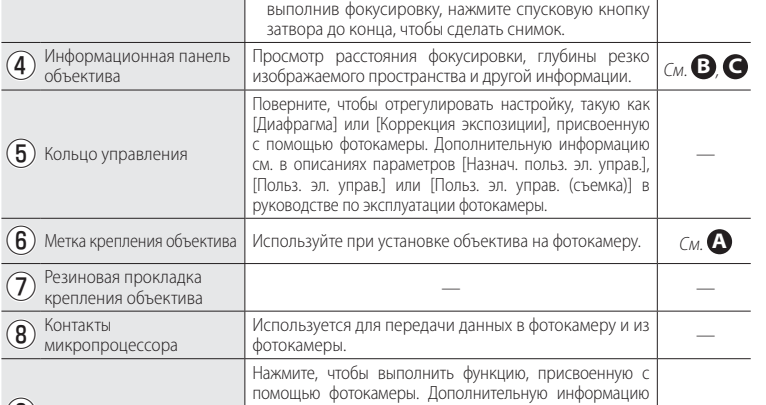 выполнив фокусировку, нажмите спусковую кнопку
затвора до конца, чтобы сделать снимок.
④ Информационная панель
объектива
Просмотр расстояния фокусировки, глубины резко
изображаемого пространства и другой информации.
См. B, C
⑤ Кольцо управления
Поверните, чтобы отрегулировать настройку, такую как
[Диафрагма] или [Коррекция экспозиции], присвоенную
с помощью фотокамеры. Дополнительную информацию
см. в описаниях параметров [Назнач. польз. эл. управ.],
[Польз. эл. управ.] или [Польз. эл. управ. (съемка)] в
руководстве по эксплуатации фотокамеры.
—
⑥ Метка крепления объектива
Используйте при установке объектива на фотокамеру.
См. A
⑦ Резиновая прокладка
крепления объектива
—
—
⑧ Контакты
микропроцессора
Используется для передачи данных в фотокамеру и из
фотокамеры.
—
Нажмите, чтобы выполнить функцию, присвоенную с
помощью фотокамеры. Дополнительную информацию